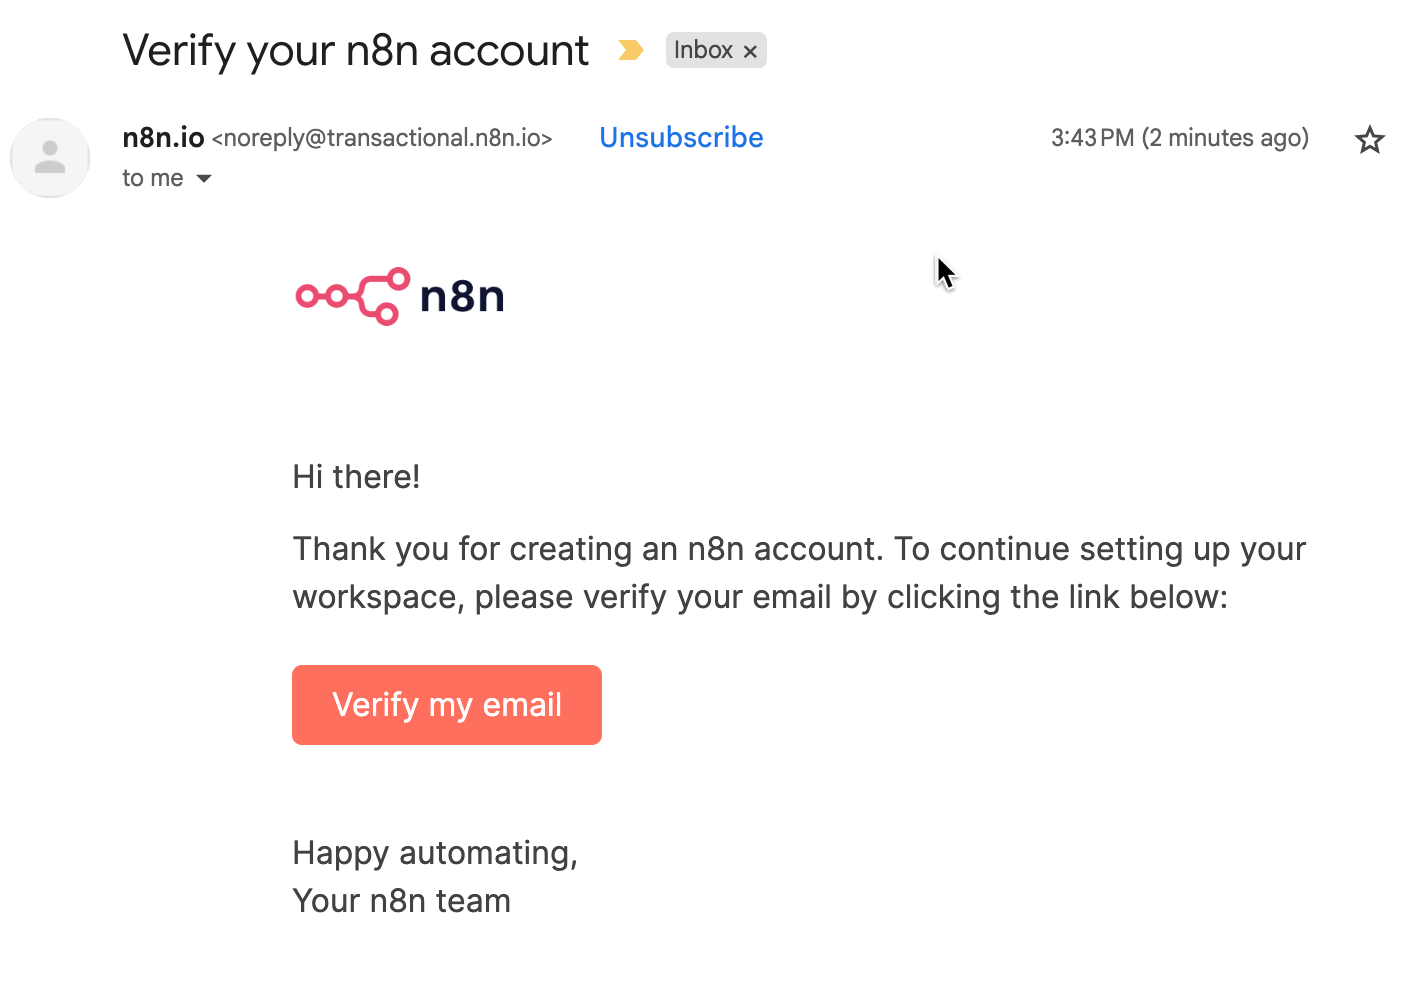 Verify your n8n account Inbox ×
n8n.io <noreply@transactional.n8n.io> Unsubscribe 3:43 PM (2 minutes ago)
to me
n8n
Hi there!
Thank you for creating an n8n account. To continue setting up your
workspace, please verify your email by clicking the link below:
Verify my email
Happy automating,
Your n8n team